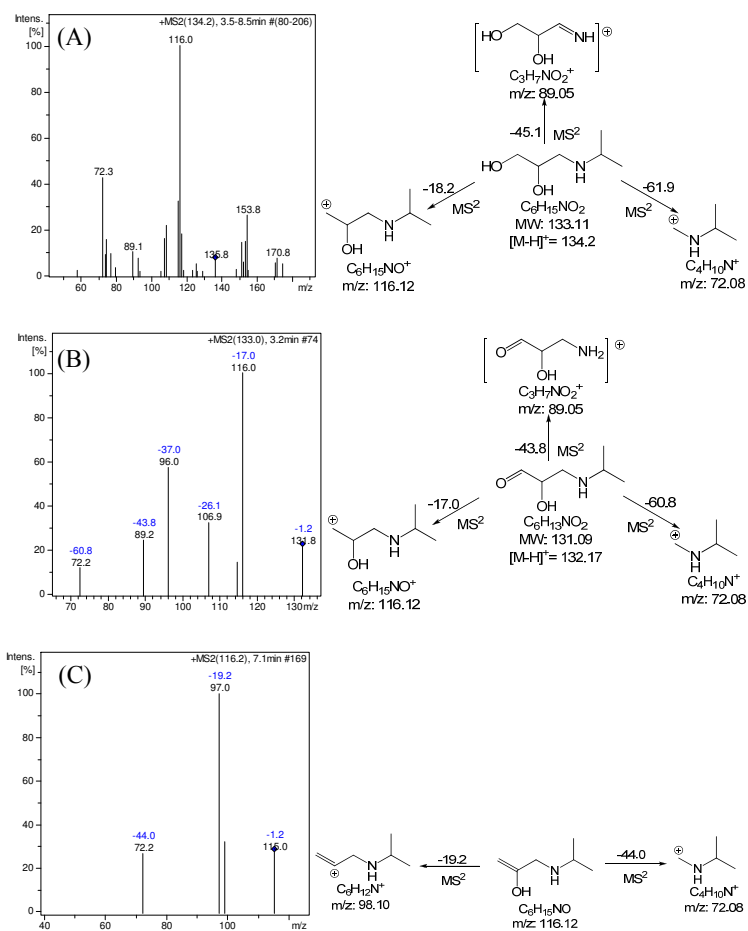 (A)
Intens.
[%]
+MS2(134.2), 3.5-8.5min #(80-206)
100
80
60
40
20
0
116.0
72.3
89.1
135.8
153.8
170.8
60
80
100
120
140
160
m/z
HO
OH
NH
⊕
C3H7NO2+
m/z: 89.05
-45.1
MS2
HO
OH
N
H
C6H15NO2
MW: 133.11
[M-H]+= 134.2
-18.2
MS2
⊕
OH
N
H
C6H15NO+
m/z: 116.12
-61.9
MS2
⊕
N
H
C4H10N+
m/z: 72.08
(B)
Intens.
[%]
+MS2(133.0), 3.2min #74
100
80
60
40
20
0
-17.0
116.0
-37.0
96.0
-26.1
106.9
-43.8
89.2
-60.8
72.2
-1.2
131.8
70
80
90
100
110
120
130
m/z
O
OH
NH2
⊕
C3H7NO2+
m/z: 89.05
-43.8
MS2
O
OH
N
H
C6H13NO2
MW: 131.09
[M-H]+= 132.17
-17.0
MS2
⊕
OH
N
H
C6H15NO+
m/z: 116.12
-60.8
MS2
⊕
N
H
C4H10N+
m/z: 72.08
(C)
Intens.
[%]
+MS2(116.2), 7.1min #169
100
80
60
40
20
0
-19.2
97.0
-44.0
72.2
-1.2
115.0
40
60
80
100
m/z
⊕
N
H
C6H12N+
m/z: 98.10
-19.2
MS2
OH
N
H
C6H15NO
m/z: 116.12
-44.0
MS2
⊕
N
H
C4H10N+
m/z: 72.08